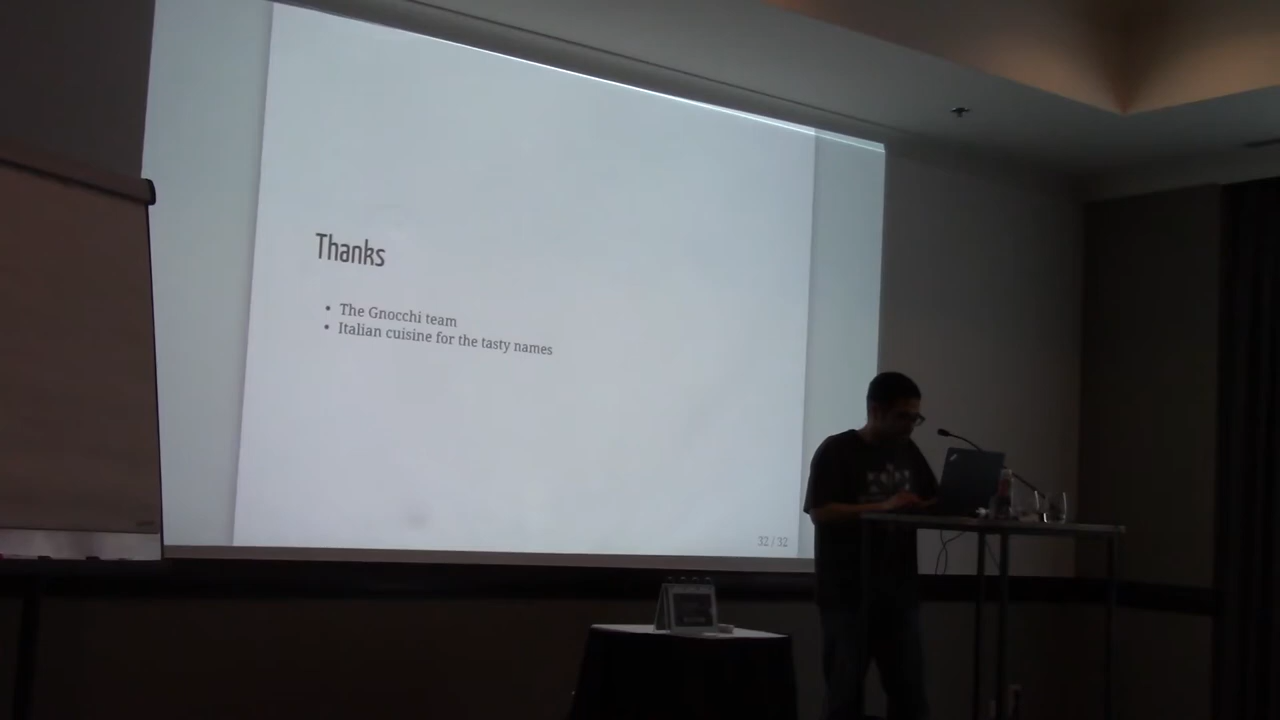 Thanks
• The Gnocchi team
• Italian cuisine for the tasty names
32 / 32